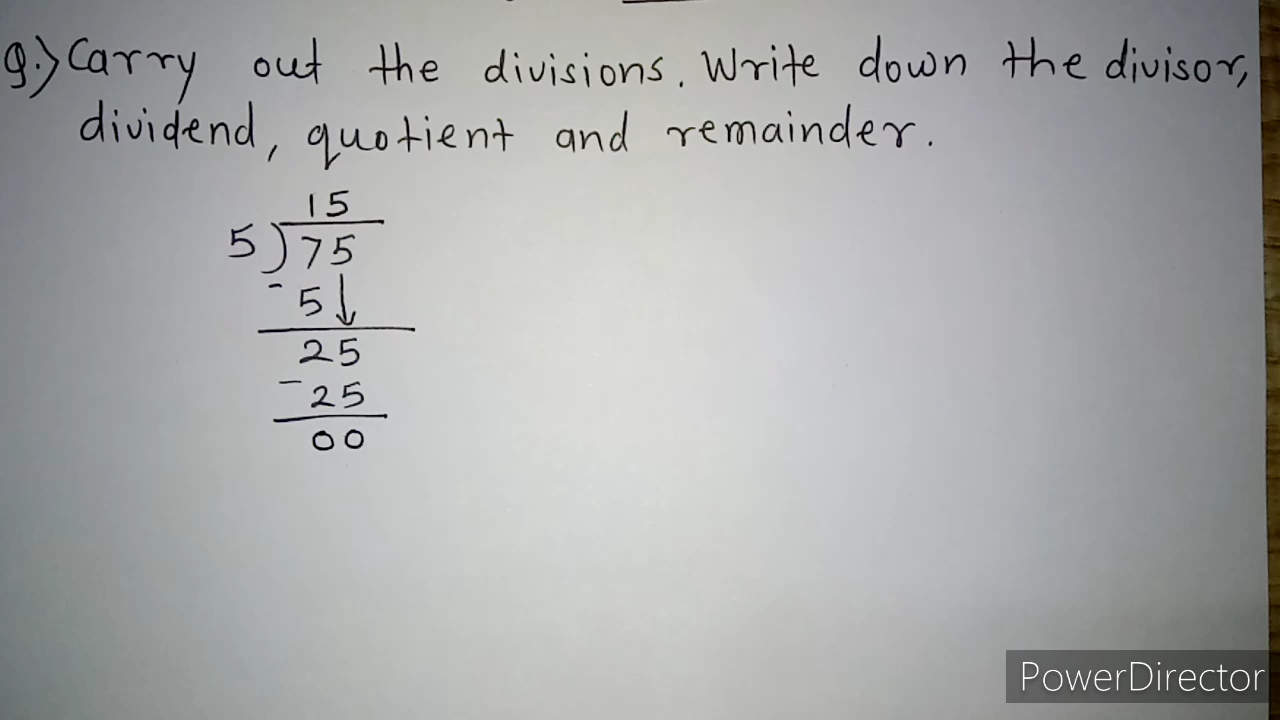 Q.) Carry out the divisions. Write down the divisor,
dividend, quotient and remainder.
15
5)75
-5↓
25
-25
00
PowerDirector